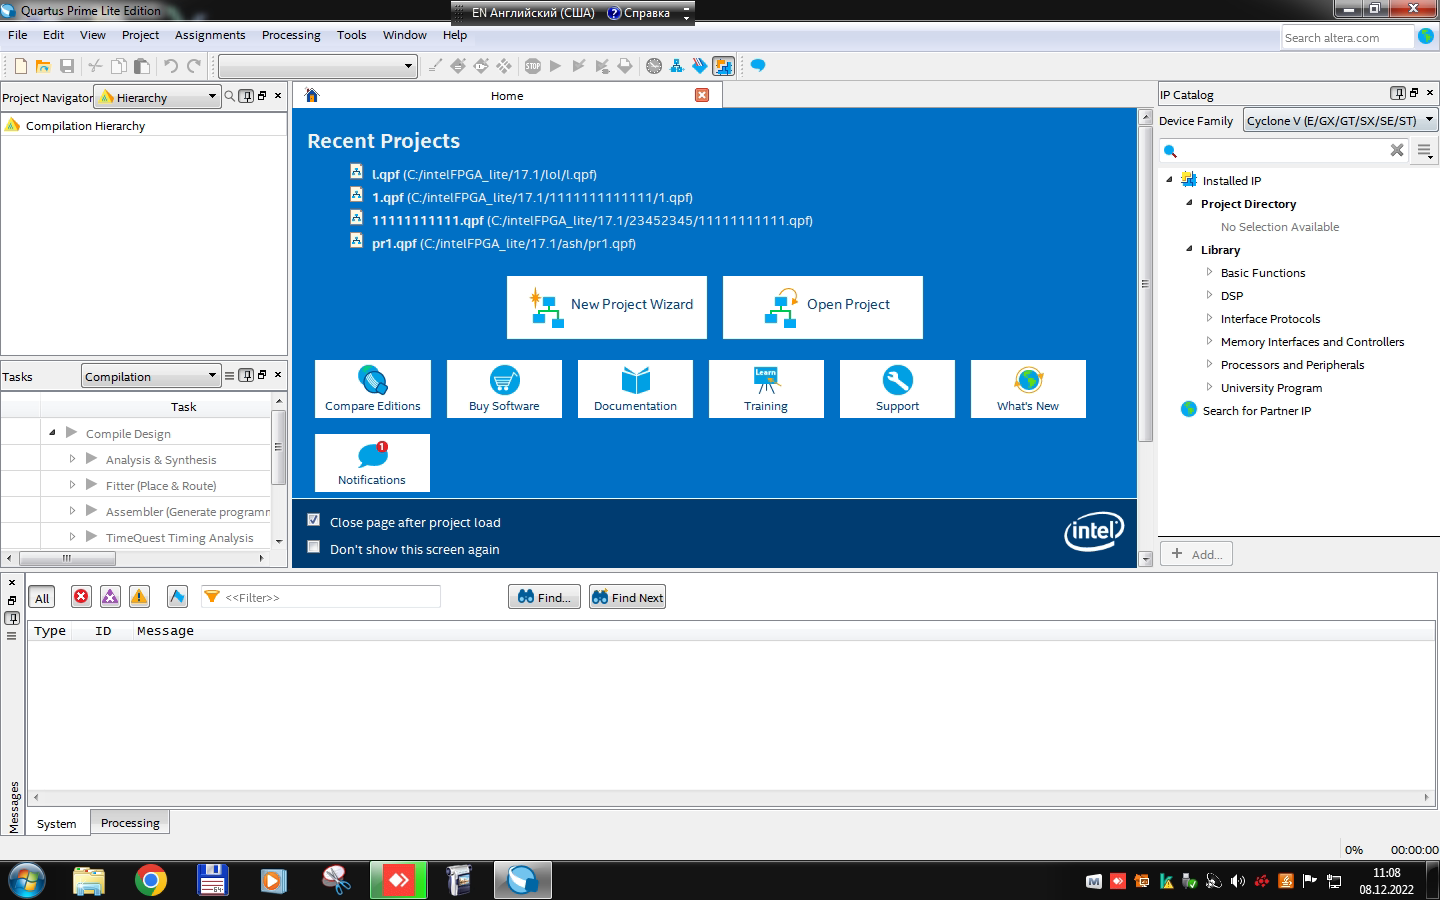 Quartus Prime Lite Edition
EN Английский (США) Справка
File Edit View Project Assignments Processing Tools Window Help
Search altera.com
Project Navigator Hierarchy
Compilation Hierarchy
Home
Recent Projects
l.qpf (C:/intelFPGA_lite/17.1/lol/l.qpf)
1.qpf (C:/intelFPGA_lite/17.1/1111111111111/1.qpf)
11111111111.qpf (C:/intelFPGA_lite/17.1/23452345/11111111111.qpf)
pr1.qpf (C:/intelFPGA_lite/17.1/ash/pr1.qpf)
New Project Wizard
Open Project
Compare Editions
Buy Software
Documentation
Learn
Training
Support
What's New
1
Notifications
Close page after project load
Don't show this screen again
intel
IP Catalog
Device Family Cyclone V (E/GX/GT/SX/SE/ST)
Installed IP
Project Directory
No Selection Available
Library
Basic Functions
DSP
Interface Protocols
Memory Interfaces and Controllers
Processors and Peripherals
University Program
Search for Partner IP
+ Add...
Tasks Compilation
Task
Compile Design
Analysis & Synthesis
Fitter (Place & Route)
Assembler (Generate programm
TimeQuest Timing Analysis
All <<Filter>> Find... Find Next
Type ID Message
Messages
System Processing
0% 00:00:00
64
11:08
08.12.2022